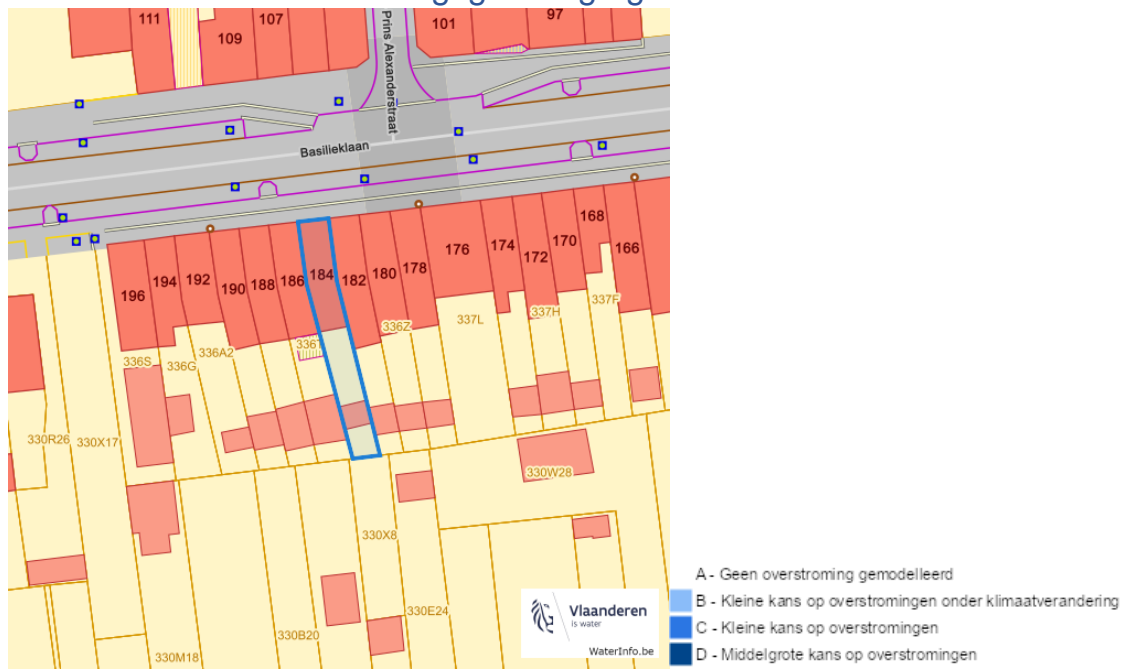 111
107
109
101
97
Prins Alexanderstraat
Basilieklaan
196
194
192
190
188
186
184
182
180
178
176
174
172
170
168
166
336S
336G
336A2
336Z
337L
337H
337F
330R26
330X17
330W28
330X8
330E24
330B20
330M18
Vlaanderen
is water
WaterInfo.be
A - Geen overstroming gemodelleerd
B - Kleine kans op overstromingen onder klimaatverandering
C - Kleine kans op overstromingen
D - Middelgrote kans op overstromingen